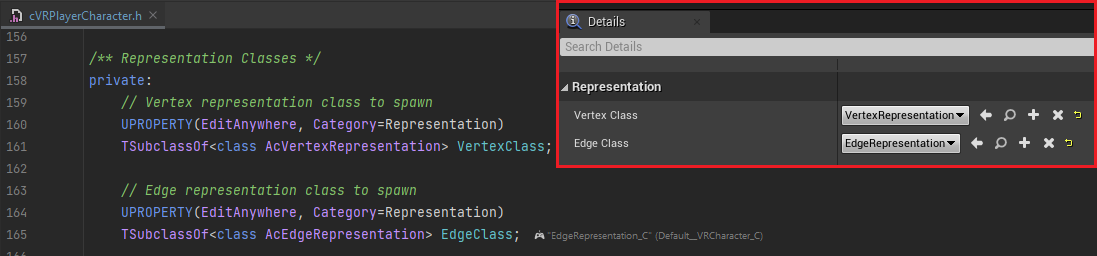 cVRPlayerCharacter.h
156
157 /** Representation Classes */
158 private:
159 // Vertex representation class to spawn
160 UPROPERTY(EditAnywhere, Category=Representation)
161 TSubclassOf<class AcVertexRepresentation> VertexClass;
162
163 // Edge representation class to spawn
164 UPROPERTY(EditAnywhere, Category=Representation)
165 TSubclassOf<class AcEdgeRepresentation> EdgeClass; "EdgeRepresentation_C" (Default__VRCharacter_C)
166
Details
Search Details
Representation
Vertex Class VertexRepresentation
Edge Class EdgeRepresentation